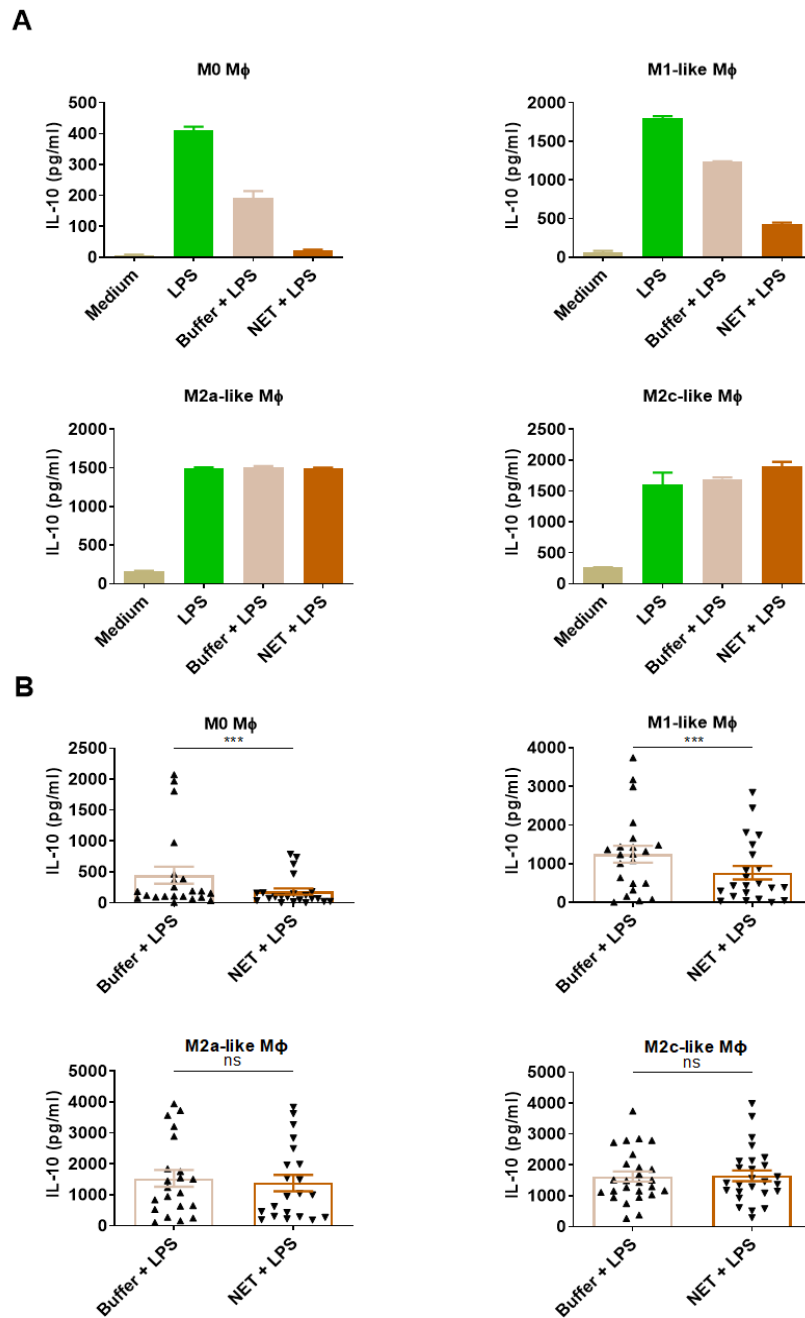 A
M0 Mϕ
IL-10 (pg/ml)
500
400
300
200
100
0
Medium
LPS
Buffer + LPS
NET + LPS
M1-like Mϕ
IL-10 (pg/ml)
2000
1500
1000
500
0
Medium
LPS
Buffer + LPS
NET + LPS
M2a-like Mϕ
IL-10 (pg/ml)
2000
1500
1000
500
0
Medium
LPS
Buffer + LPS
NET + LPS
M2c-like Mϕ
IL-10 (pg/ml)
2500
2000
1500
1000
500
0
Medium
LPS
Buffer + LPS
NET + LPS
B
M0 Mϕ
***
IL-10 (pg/ml)
2500
2000
1500
1000
500
0
Buffer + LPS
NET + LPS
M1-like Mϕ
***
IL-10 (pg/ml)
4000
3000
2000
1000
0
Buffer + LPS
NET + LPS
M2a-like Mϕ
ns
IL-10 (pg/ml)
5000
4000
3000
2000
1000
0
Buffer + LPS
NET + LPS
M2c-like Mϕ
ns
IL-10 (pg/ml)
5000
4000
3000
2000
1000
0
Buffer + LPS
NET + LPS